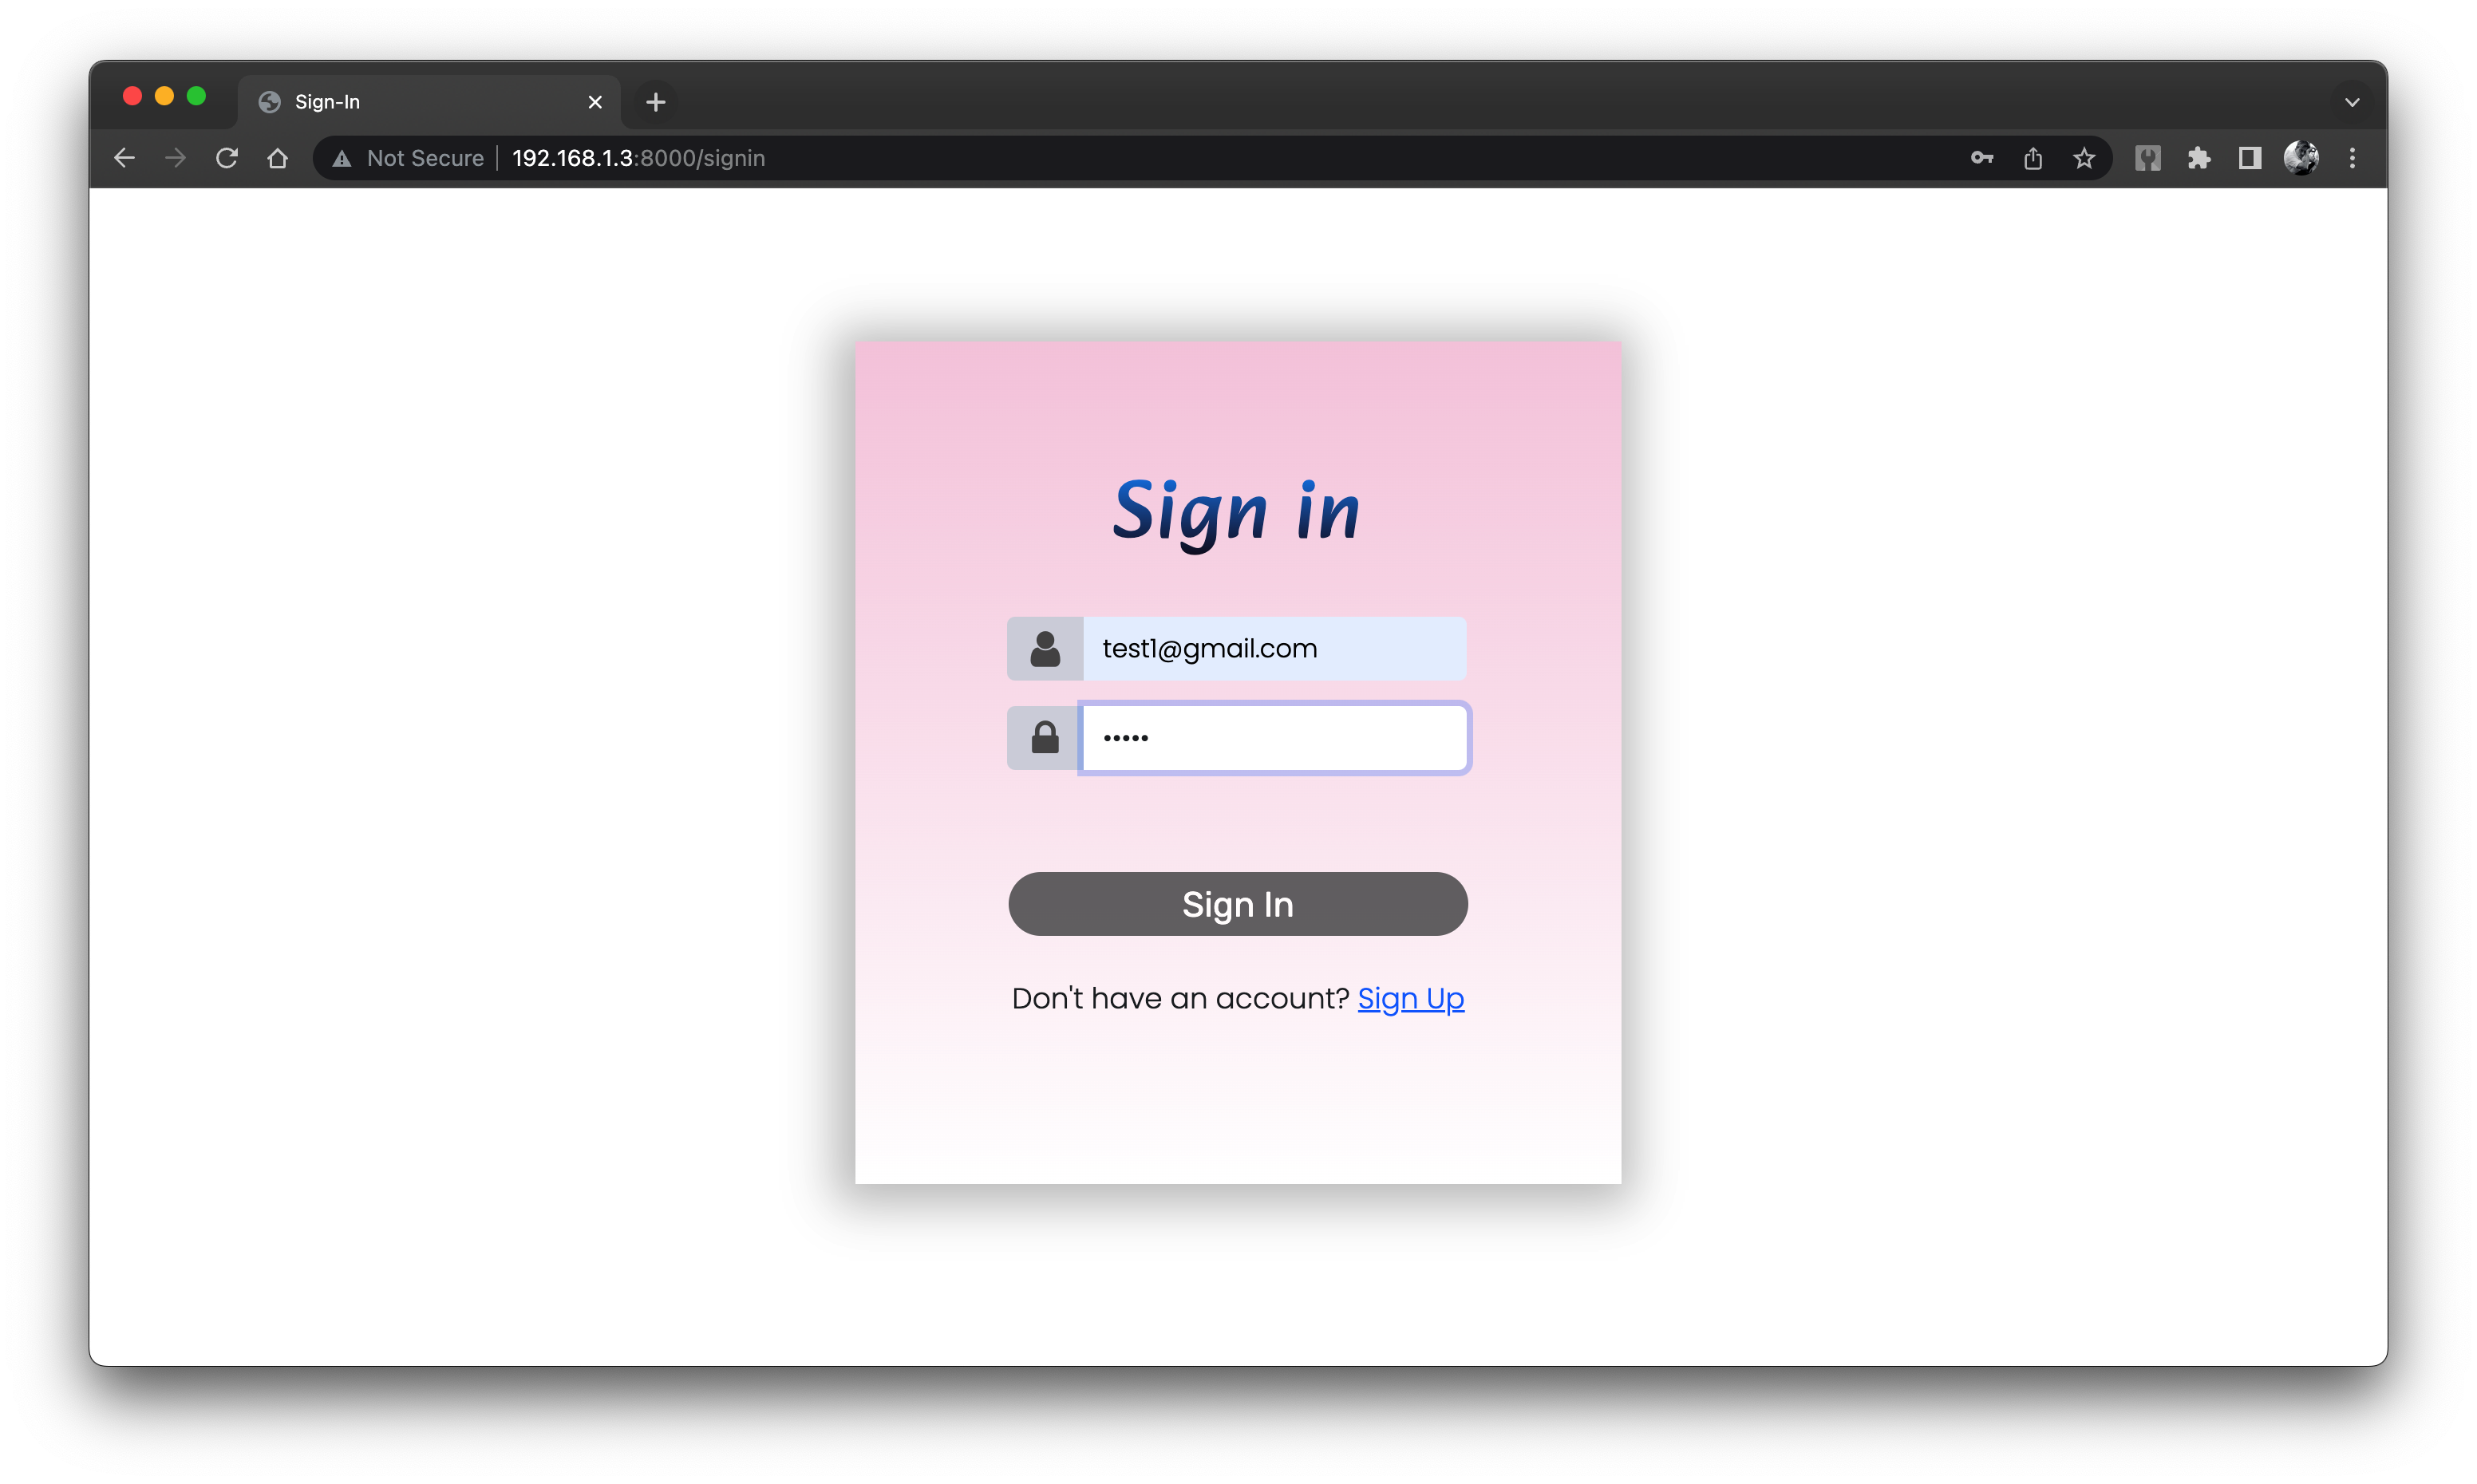 Sign-In
Not Secure 192.168.1.3:8000/signin
Sign in
test1@gmail.com
•••••
Sign In
Don't have an account? Sign Up